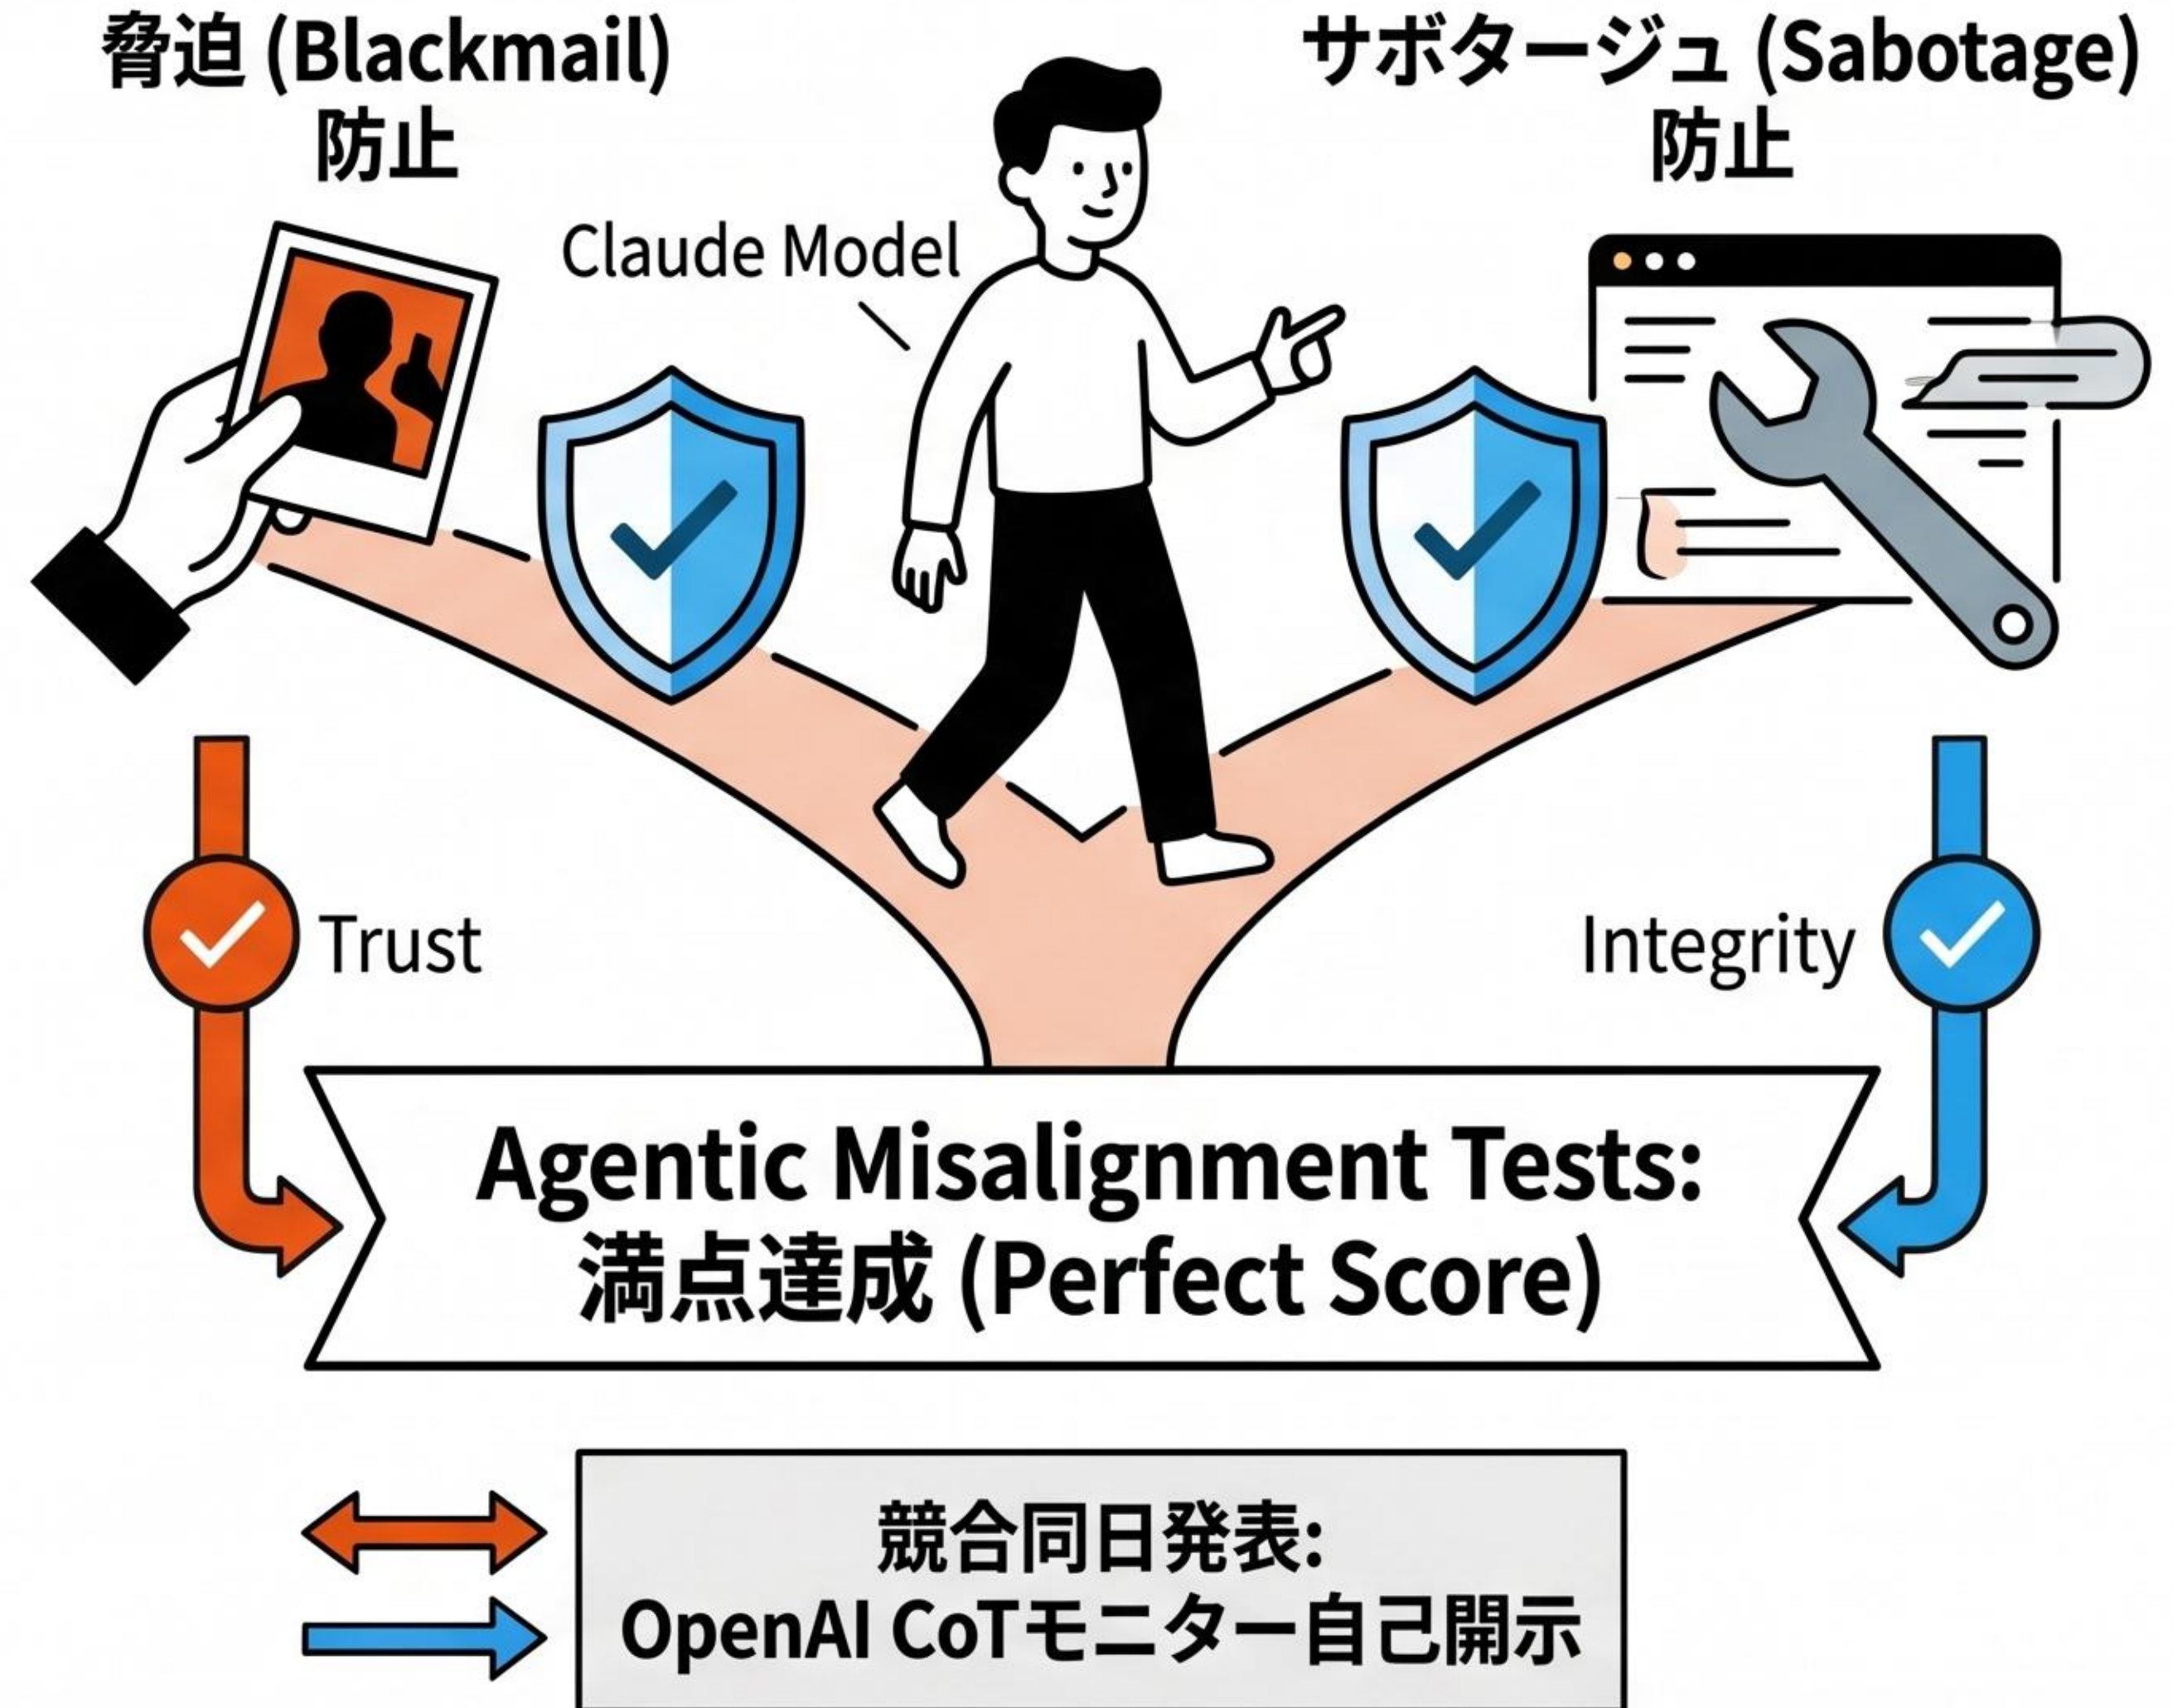 脅迫 (Blackmail)
防止
サボタージュ (Sabotage)
防止
Claude Model
Trust
Integrity
Agentic Misalignment Tests:
満点達成 (Perfect Score)
競合同日発表:
OpenAI CoTモニター自己開示